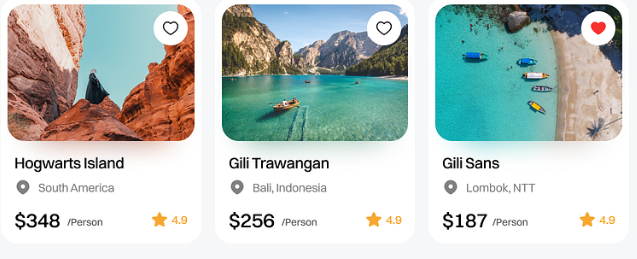 Hogwarts Island
South America
$348 /Person 4.9
Gili Trawangan
Bali, Indonesia
$256 /Person 4.9
Gili Sans
Lombok, NTT
$187 /Person 4.9